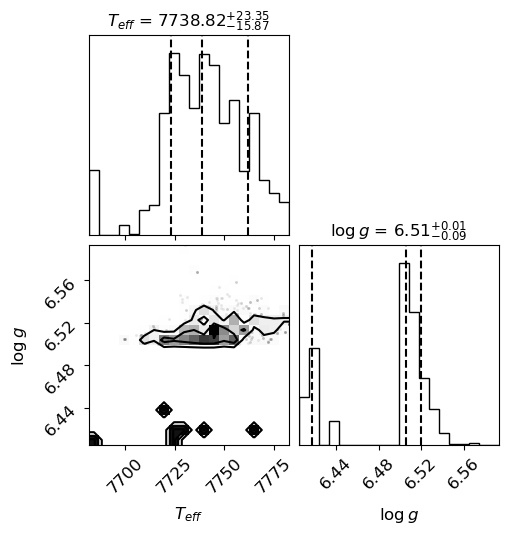 T_eff = 7738.82^{+23.35}_{-15.87}
log g = 6.51^{+0.01}_{-0.09}
6.56
6.52
6.48
6.44
log g
7700
7725
7750
7775
T_eff
6.44
6.48
6.52
6.56
log g